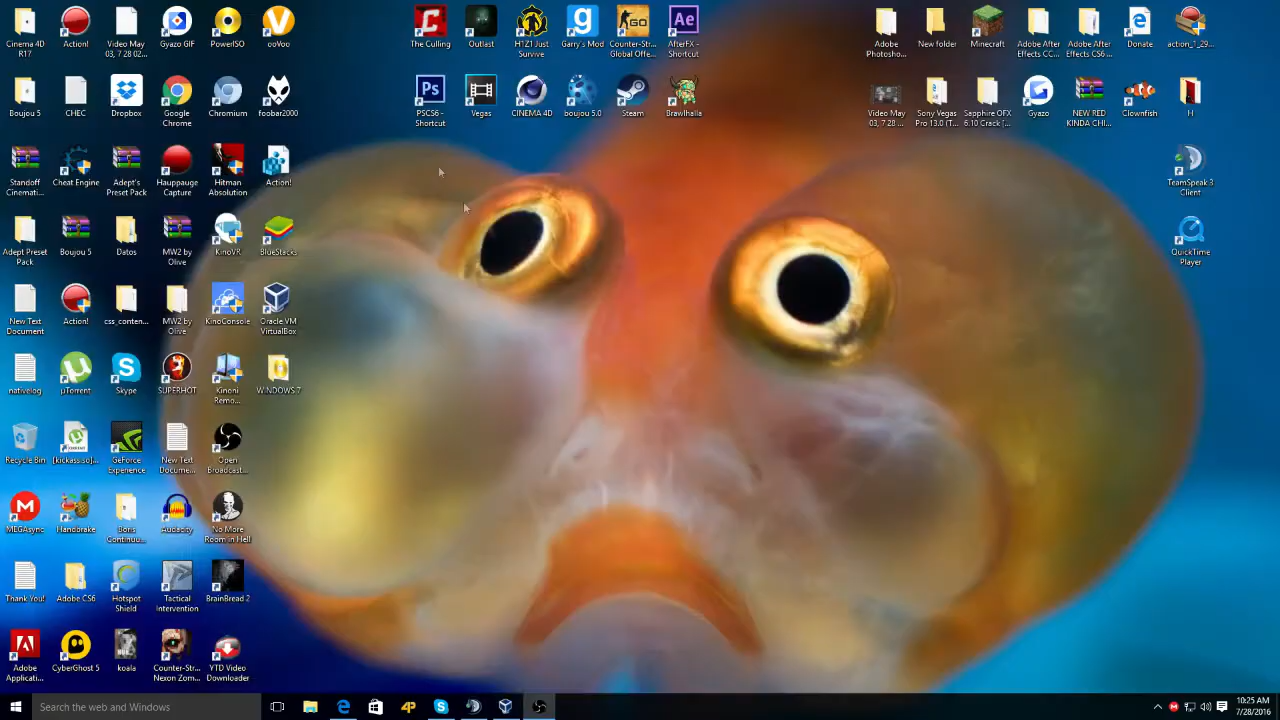 Cinema 4D
R17
Action!
Video May
03, 7 28 02...
Gyazo GIF
PowerISO
ooVoo
The Culling
Outlast
H1Z1 Just
Survive
Garry's Mod
Counter-Str...
Global Offe...
AfterFX -
Shortcut
Adobe
Photosho...
New folder
Minecraft
Adobe After
Effects CC...
Adobe After
Effects CS6 ...
Donate
action_1_29...
Boujou 5
CHEC
Dropbox
Google
Chrome
Chromium
foobar2000
PSCS6 -
Shortcut
Vegas
CINEMA 4D
boujou 5.0
Steam
Brawlhalla
Video May
03, 7 28 ...
Sony Vegas
Pro 13.0 (T...
Sapphire OFX
6.10 Crack [...
Gyazo
NEW RED
KINDA CHI...
Clownfish
H
Standoff
Cinemati...
Cheat Engine
Adept's
Preset Pack
Hauppauge
Capture
Hitman
Absolution
Action!
TeamSpeak 3
Client
Adept Preset
Pack
Boujou 5
Datos
MW2 by
Olive
KinoVR
BlueStacks
QuickTime
Player
New Text
Document
Action!
css_conten...
MW2 by
Olive
KinoConsole
Oracle VM
VirtualBox
nativelog
µTorrent
Skype
SUPERHOT
Kinoni
Remo...
WINDOWS 7
Recycle Bin
[kickass.so]...
GeForce
Experience
New Text
Docume...
Open
Broadcast...
MEGAsync
Handbrake
Boris
Continuu...
Audacity
No More
Room in Hell
Thank You!
Adobe CS6
Hotspot
Shield
Tactical
Intervention
BrainBread 2
Adobe
Applicati...
CyberGhost 5
koala
Counter-Str...
Nexon Zom...
YTD Video
Downloader
Search the web and Windows
10:25 AM
7/28/2016